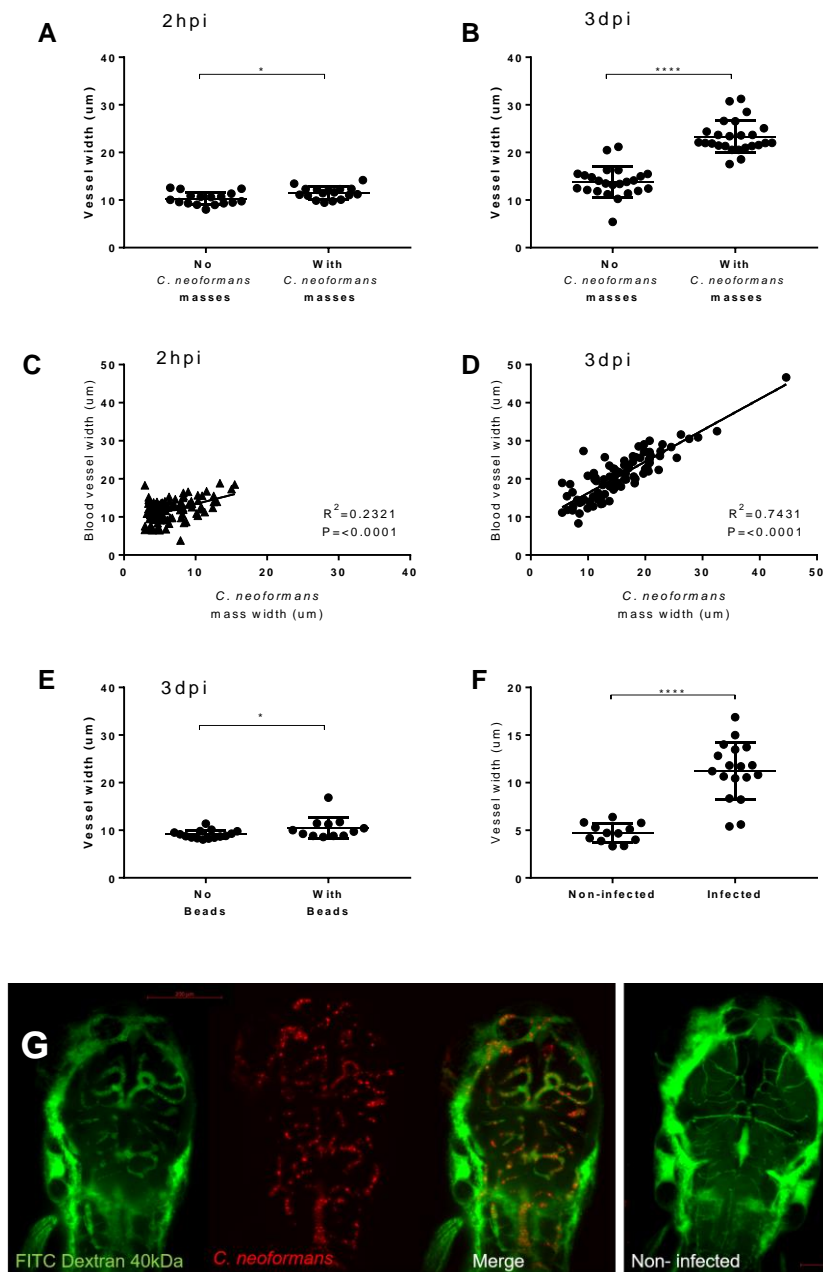 A
2hpi
*
40
30
20
10
0
Vessel width (um)
No
C. neoformans
masses
With
C. neoformans
masses
B
3dpi
****
40
30
20
10
0
Vessel width (um)
No
C. neoformans
masses
With
C. neoformans
masses
C
2hpi
50
40
30
20
10
0
Blood vessel width (um)
R²=0.2321
P=<0.0001
0
10
20
30
40
C. neoformans
mass width (um)
D
3dpi
50
40
30
20
10
0
Blood vessel width (um)
R²=0.7431
P=<0.0001
0
10
20
30
40
50
C. neoformans
mass width (um)
E
3dpi
*
40
30
20
10
0
Vessel width (um)
No
Beads
With
Beads
F
****
20
15
10
5
0
Vessel width (um)
Non-infected
Infected
G
FITC Dextran 40kDa
C. neoformans
Merge
Non- infected